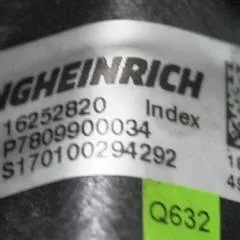 NGHEINRICH
16252820 Index
P7809900034
S170100294292
Q632